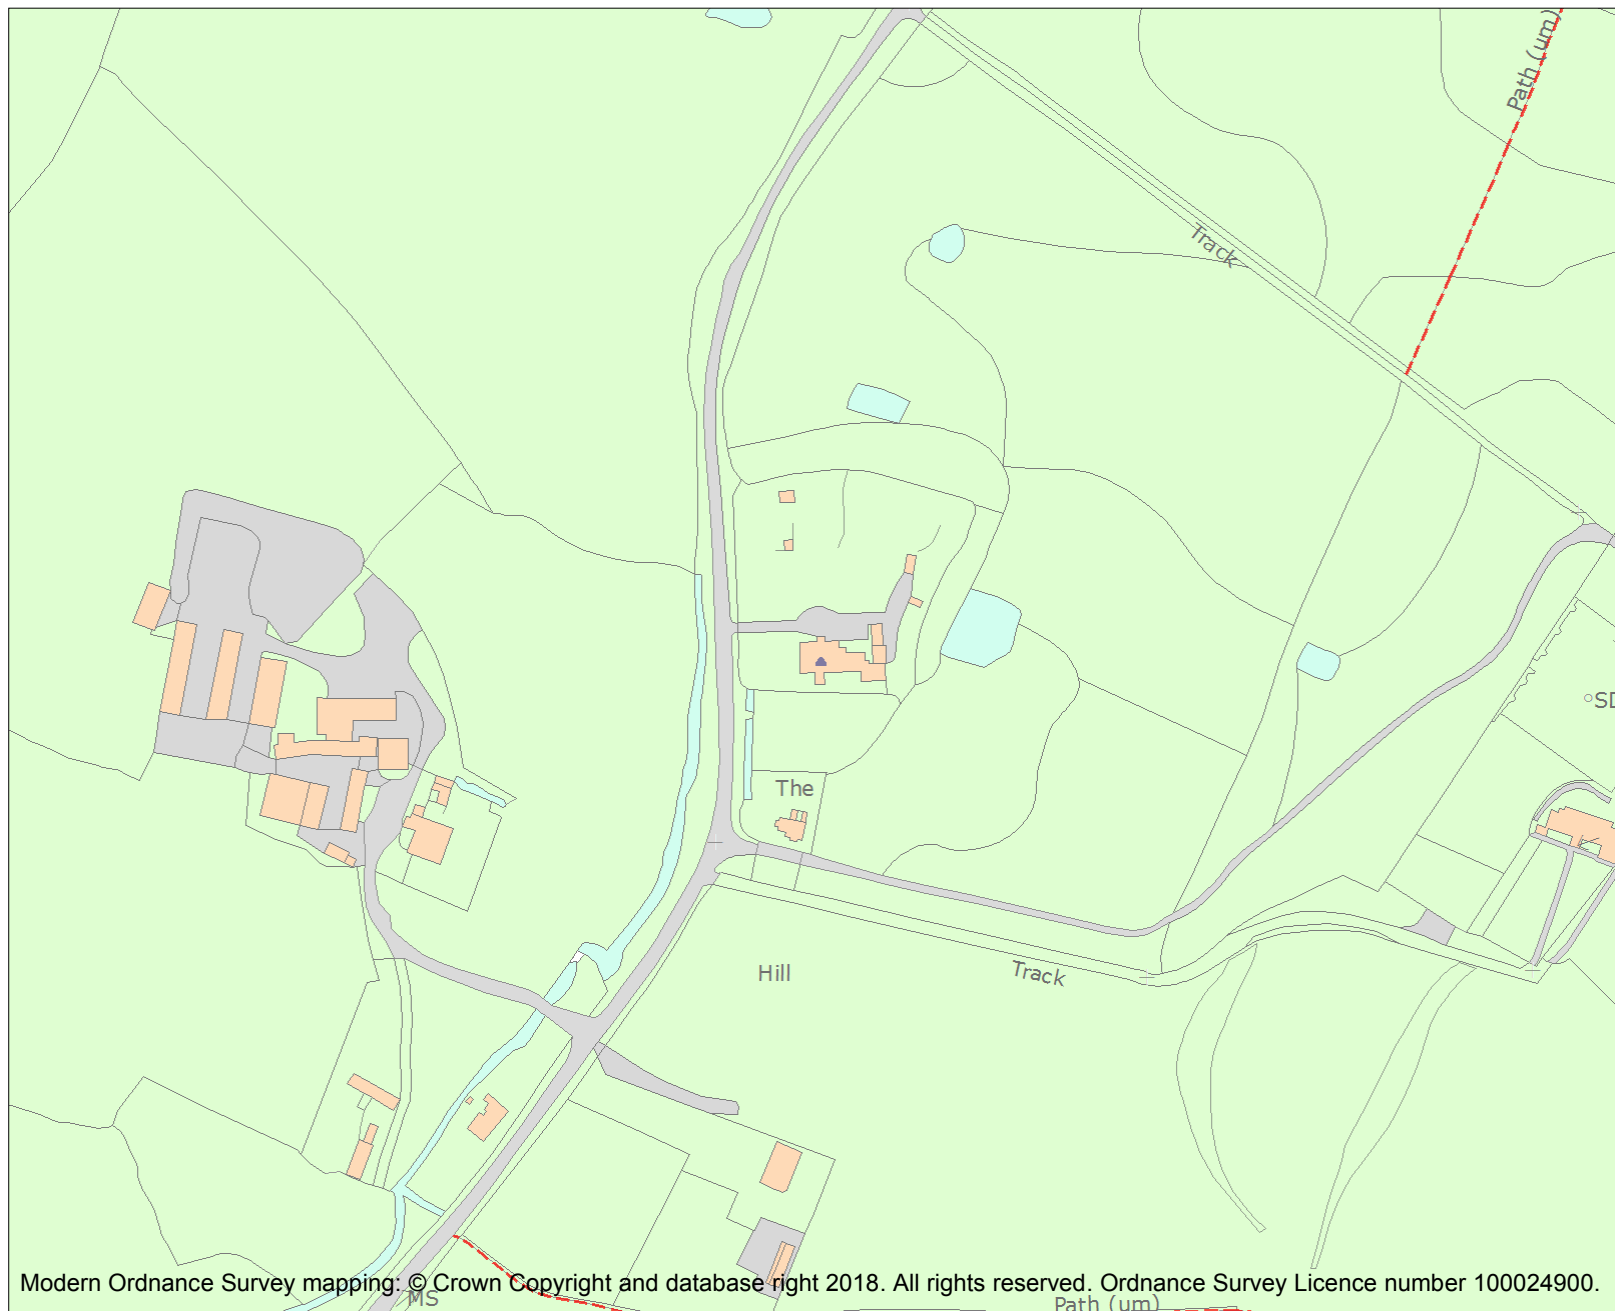 Path (um)
Track
SD
The
Hill
Track
Modern Ordnance Survey mapping: © Crown Copyright and database right 2018. All rights reserved. Ordnance Survey Licence number 100024900.
MS
Path (um)